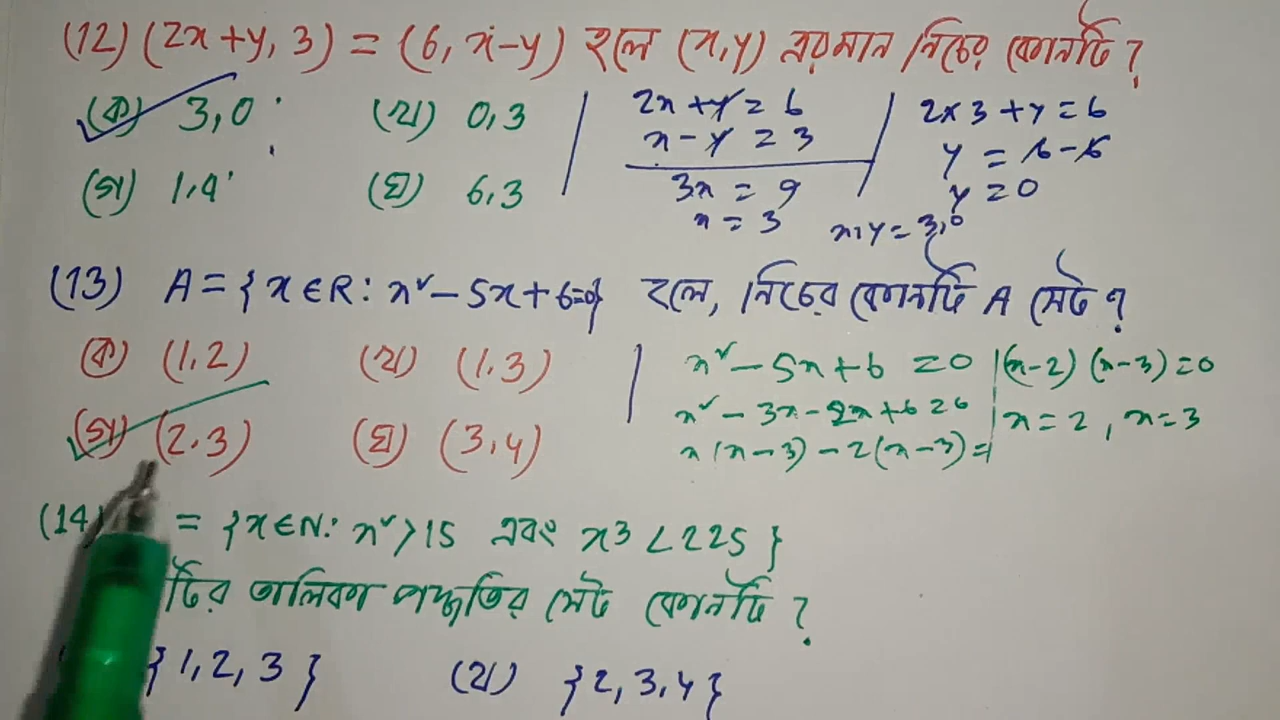 (12) (2x+y, 3) = (6, x-y) হলে (x,y) এরমান নিচের কোনটি ?
(ক) 3,0 (খ) 0,3
(গ) 1,4 (ঘ) 6,3
2x + y = 6
x - y = 3
3x = 9
x = 3
2×3 + y = 6
y = 6-6
y = 0
x,y = 3,0
(13) A = {x ∈ R : x² - 5x + 6 = 0} হলে, নিচের কোনটি A সেট ?
(ক) (1,2) (খ) (1,3)
(গ) (2.3) (ঘ) (3,4)
x² - 5x + 6 = 0
x² - 3x - 2x + 6 = 0
x(x-3) - 2(x-3) =
(x-2) (x-3) = 0
x = 2, x = 3
(14) = {x ∈ N : x² > 15 এবং x3 < 225}
টির তালিকা পদ্ধতির সেট কোনটি ?
{1,2,3} (খ) {2,3,4}